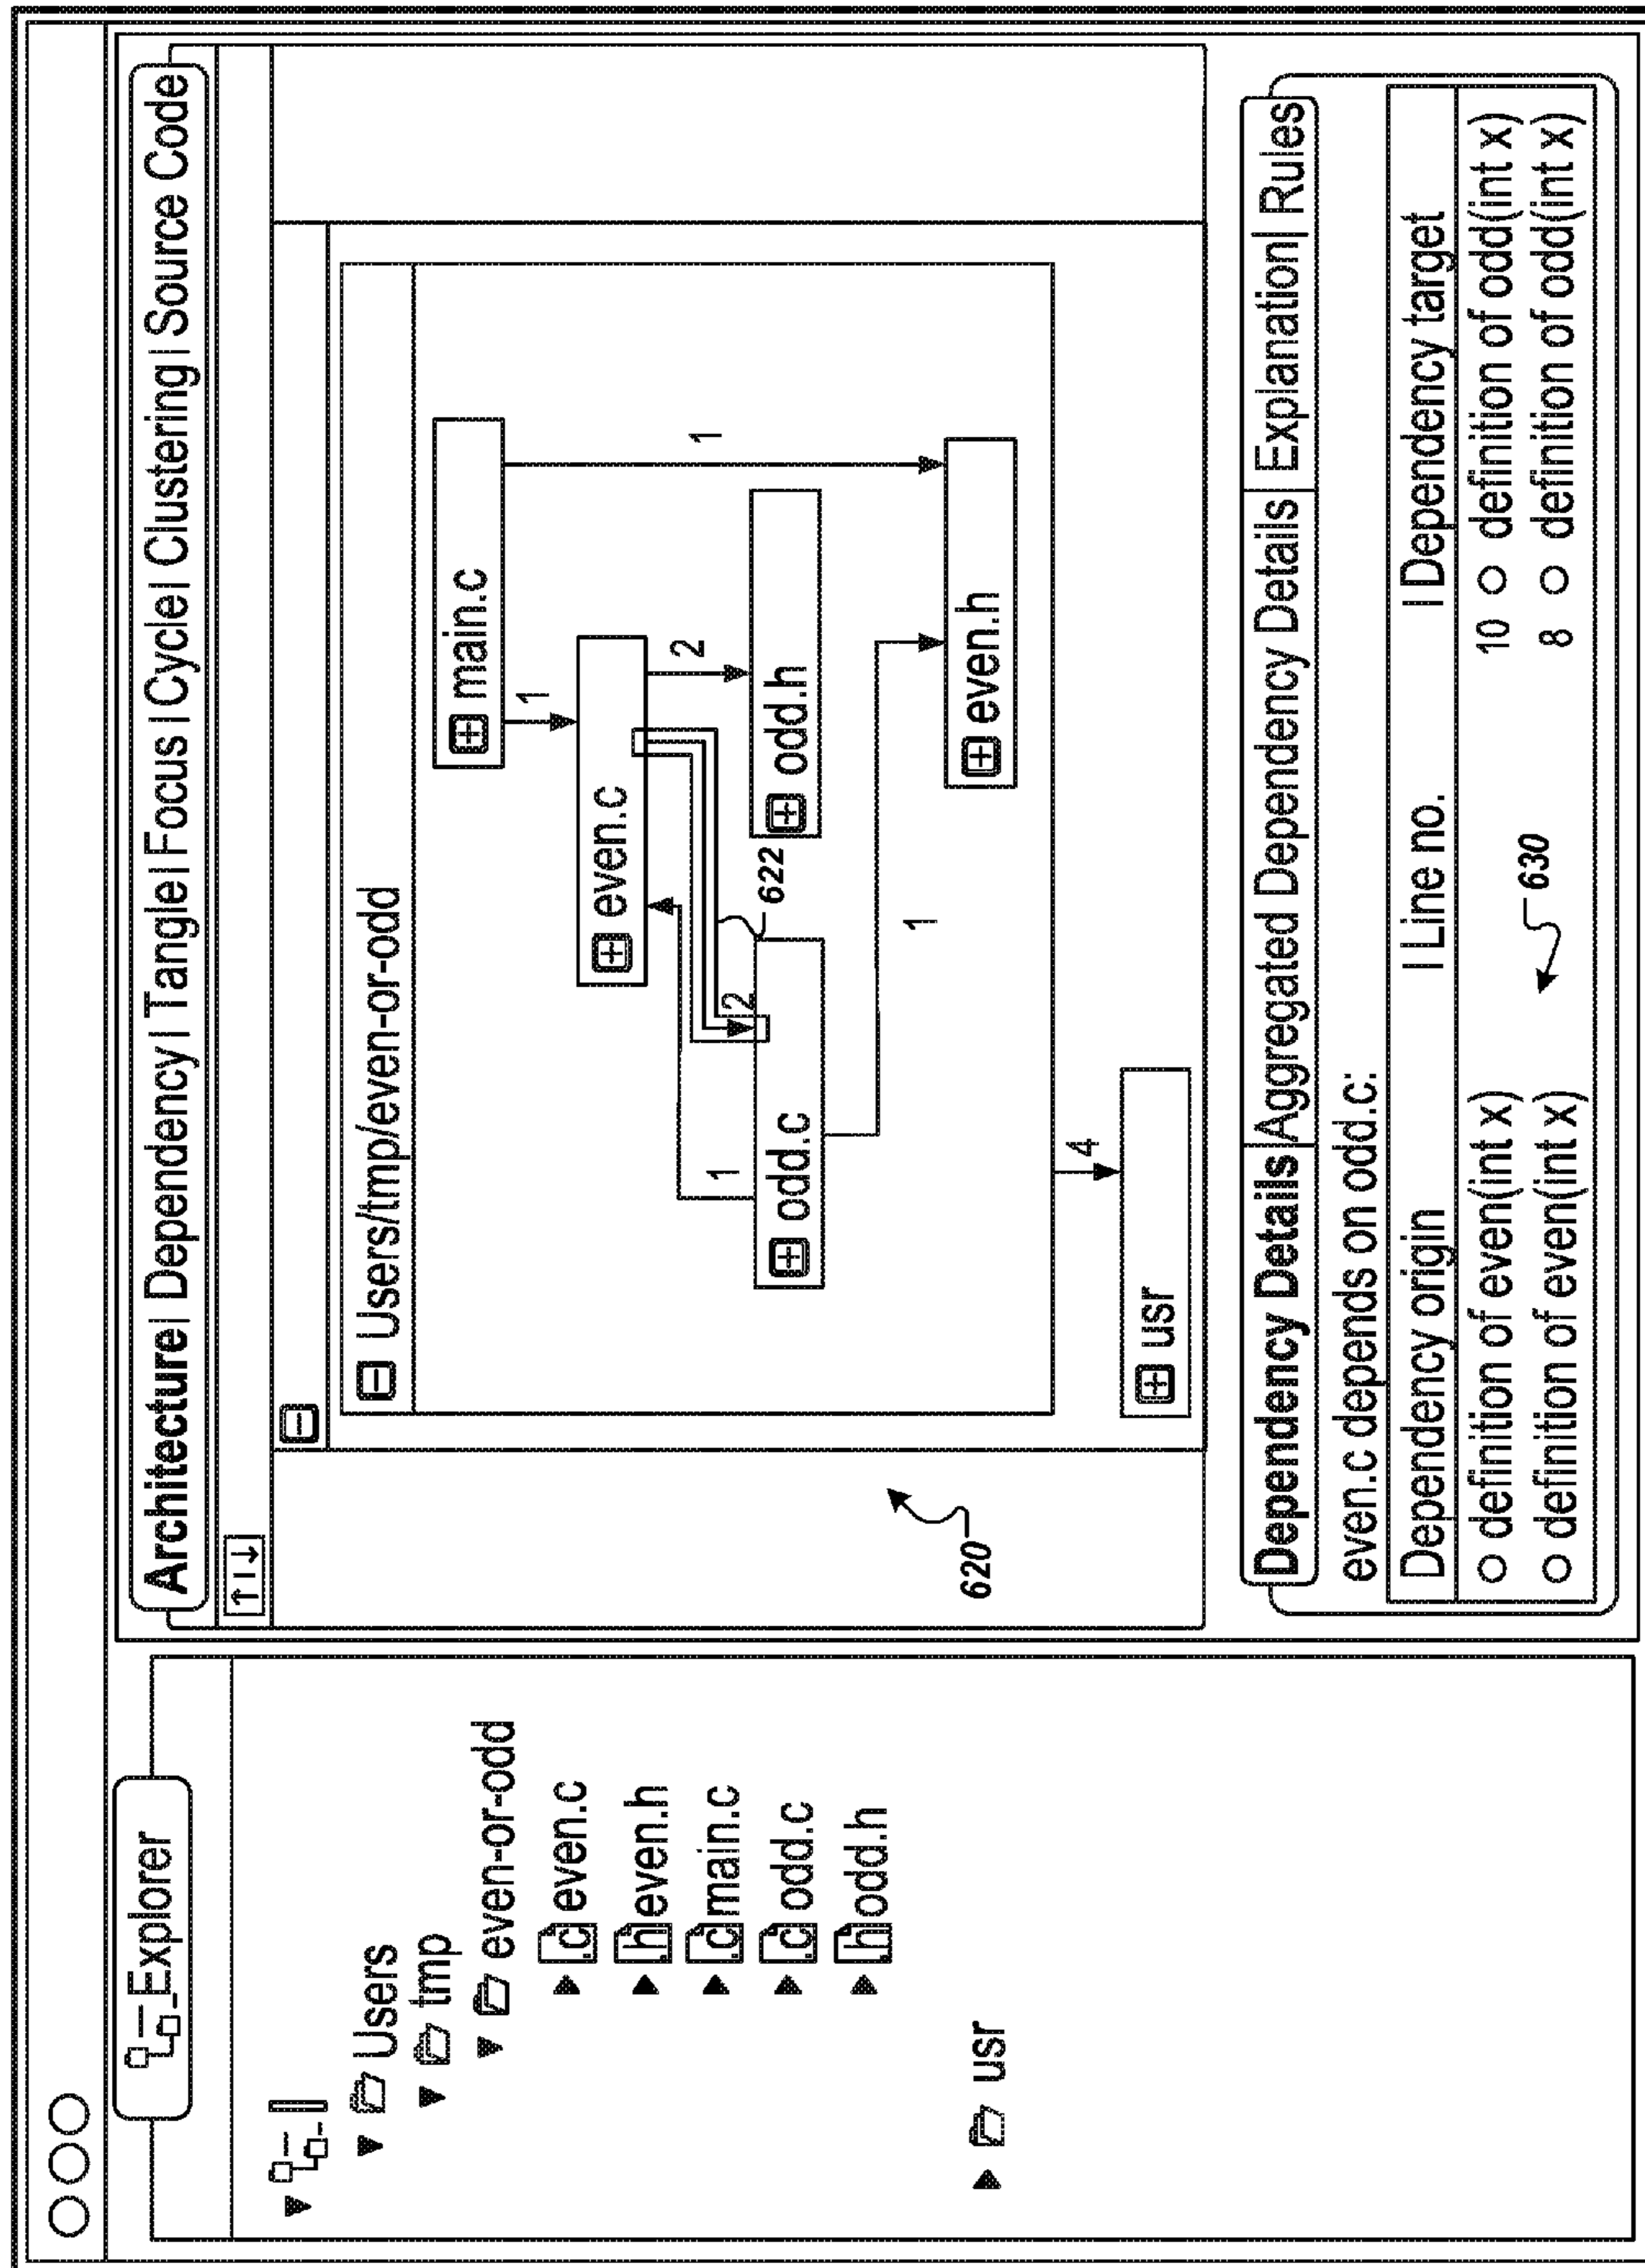 Explorer
Users
tmp
even-or-odd
.c even.c
.h even.h
.c main.c
.c odd.c
.h odd.h
usr
Architecture| Dependency| Tangle| Focus |Cycle| Clustering| Source Code
Users/tmp/even-or-odd
main.c
1
1
even.c
2
2
1
622
odd.h
odd.c
1
even.h
4
usr
620
Dependency Details| Aggregated Dependency Details | Explanation| Rules
even.c depends on odd.c:
Dependency origin | Line no. | Dependency target
definition of even(int x) 10 definition of odd(int x)
definition of even(int x) 8 definition of odd(int x)
630